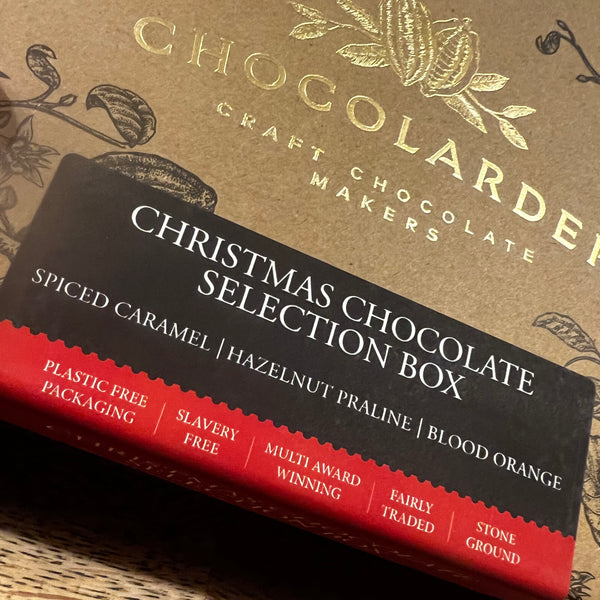 CHOCOLARDER
CRAFT CHOCOLATE
MAKERS
CHRISTMAS CHOCOLATE
SELECTION BOX
SPICED CARAMEL | HAZELNUT PRALINE | BLOOD ORANGE
PLASTIC FREE
PACKAGING
SLAVERY
FREE
MULTI AWARD
WINNING
FAIRLY
TRADED
STONE
GROUND